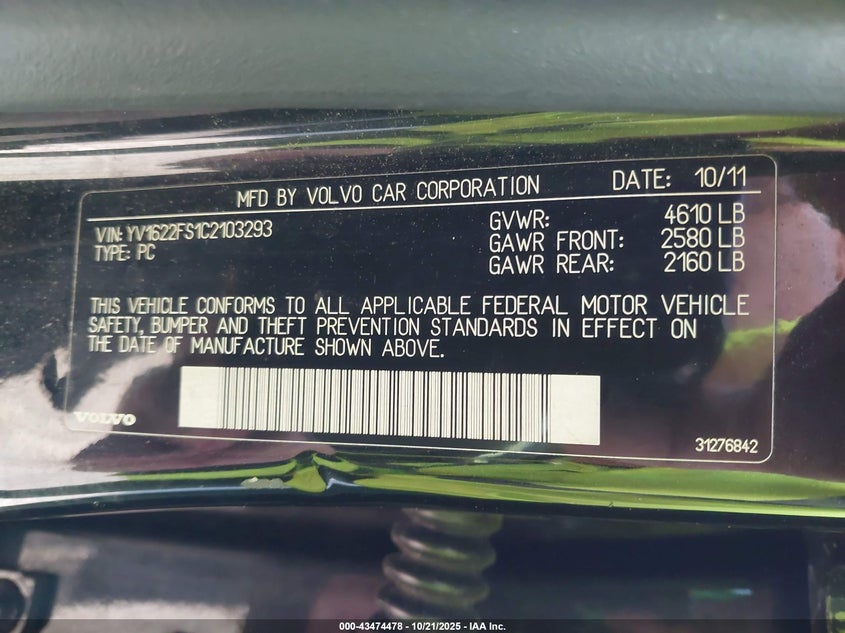 MFD BY VOLVO CAR CORPORATION DATE: 10/11
VIN: YV1622FS1C2103293 GVWR: 4610 LB
TYPE: PC GAWR FRONT: 2580 LB
GAWR REAR: 2160 LB
THIS VEHICLE CONFORMS TO ALL APPLICABLE FEDERAL MOTOR VEHICLE
SAFETY, BUMPER AND THEFT PREVENTION STANDARDS IN EFFECT ON
THE DATE OF MANUFACTURE SHOWN ABOVE.
VOLVO
31276842
000-43474478 - 10/21/2025 - IAA Inc.